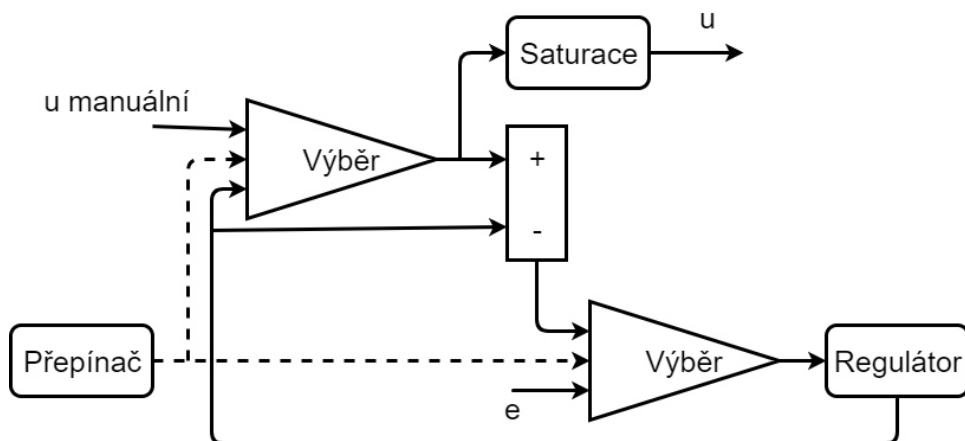 u
Saturace
u manuální
Výběr
+
-
Přepínač
Výběr
Regulátor
e